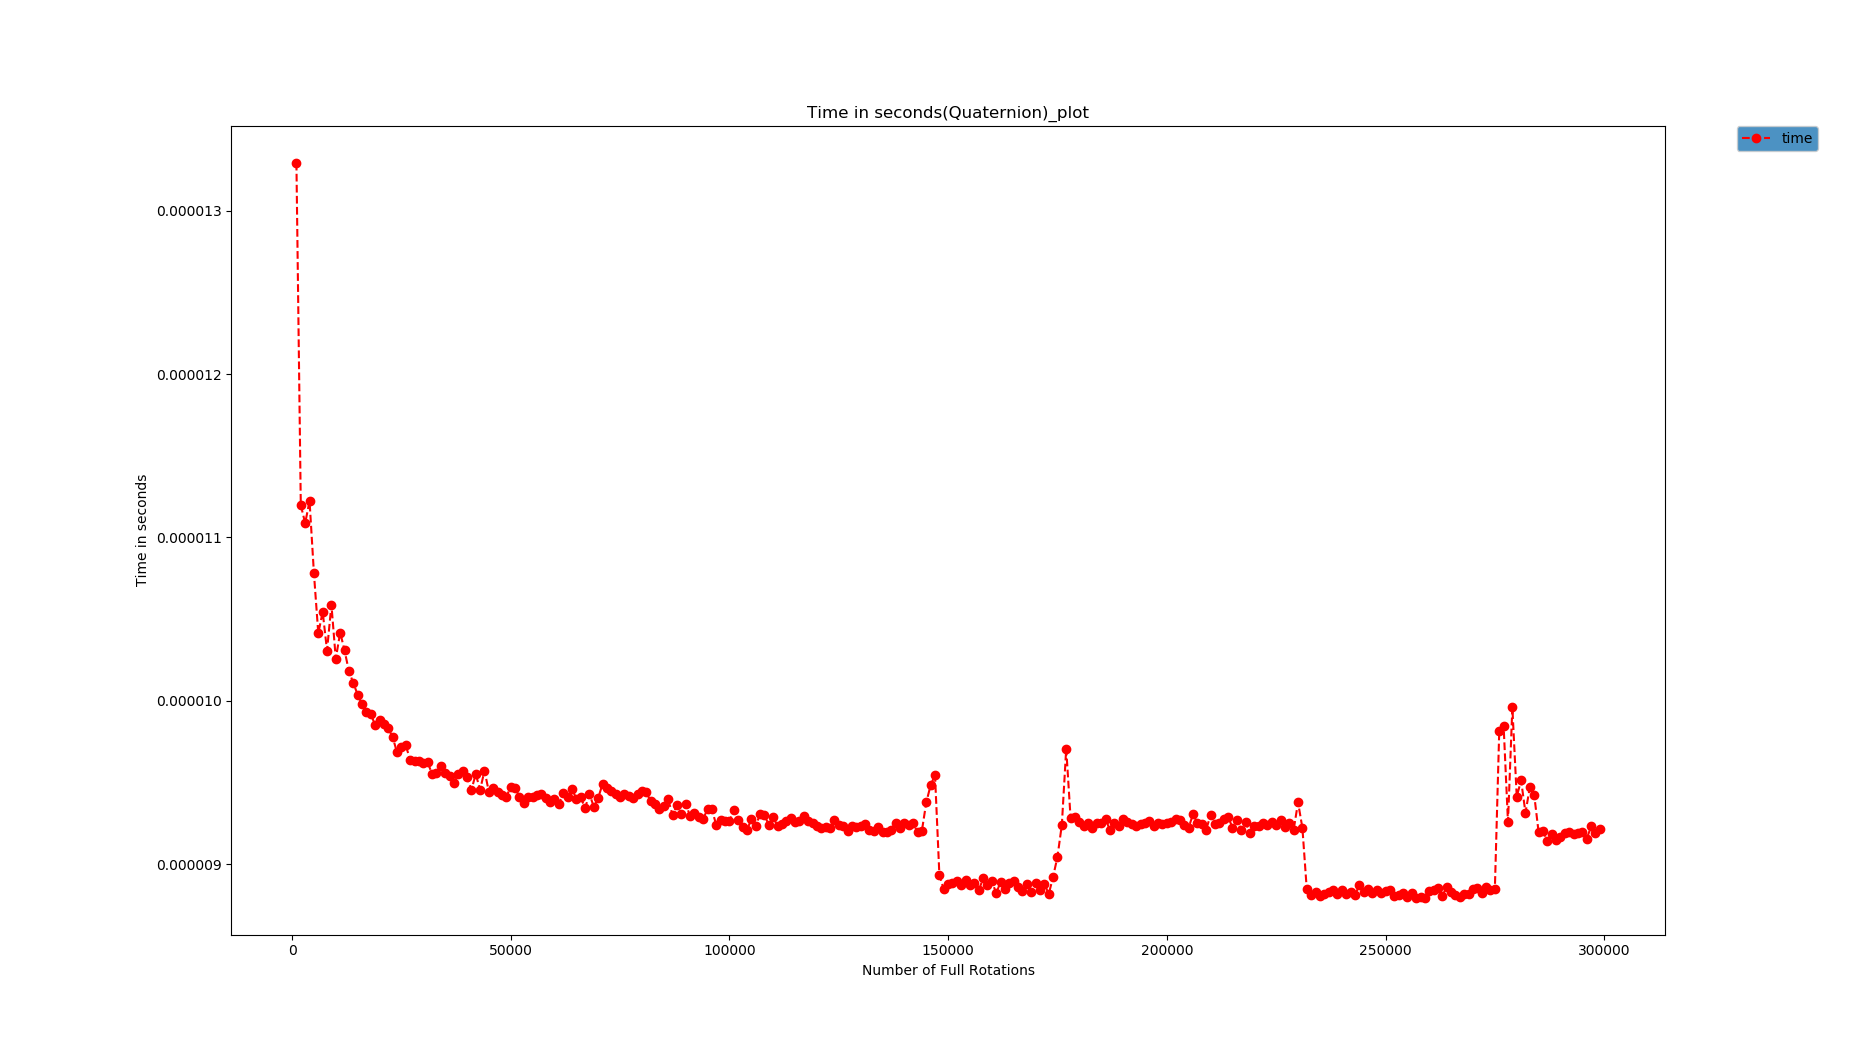 Time in seconds(Quaternion)_plot
time
0.000013
0.000012
0.000011
0.000010
0.000009
Time in seconds
0 50000 100000 150000 200000 250000 300000
Number of Full Rotations